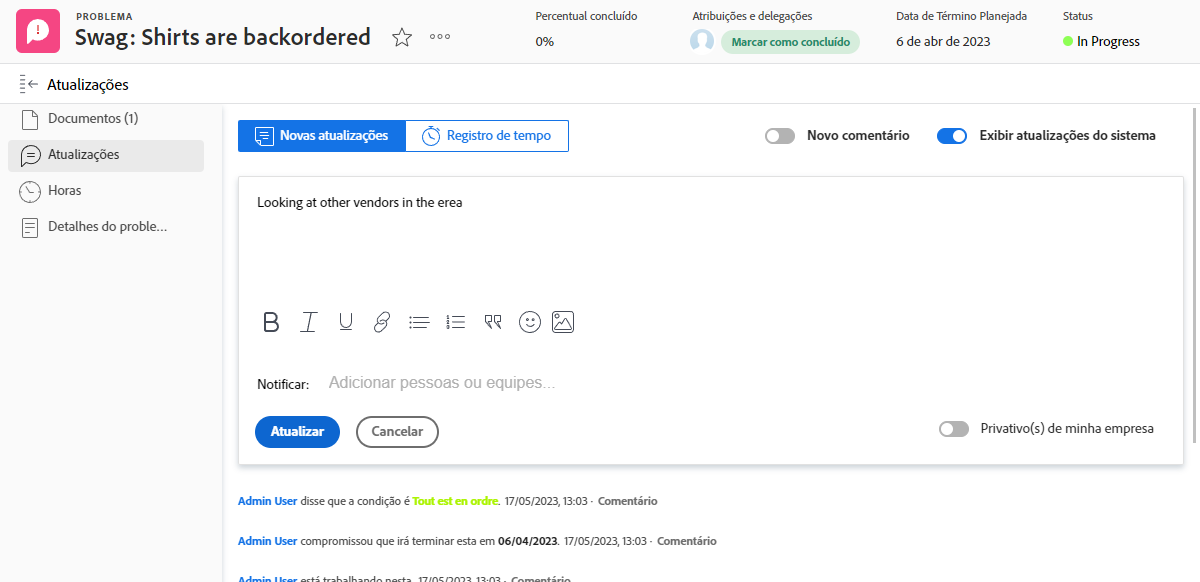 PROBLEMA
Swag: Shirts are backordered
Percentual concluído
0%
Atribuições e delegações
Marcar como concluído
Data de Término Planejada
6 de abr de 2023
Status
In Progress
Atualizações
Documentos (1)
Atualizações
Horas
Detalhes do proble...
Novas atualizações
Registro de tempo
Novo comentário
Exibir atualizações do sistema
Looking at other vendors in the erea
Notificar:
Adicionar pessoas ou equipes...
Atualizar
Cancelar
Privativo(s) de minha empresa
Admin User disse que a condição é Tout est en ordre. 17/05/2023, 13:03 · Comentário
Admin User compromissou que irá terminar esta em 06/04/2023. 17/05/2023, 13:03 · Comentário
Admin User está trabalhando nesta. 17/05/2023, 13:03 · Comentário